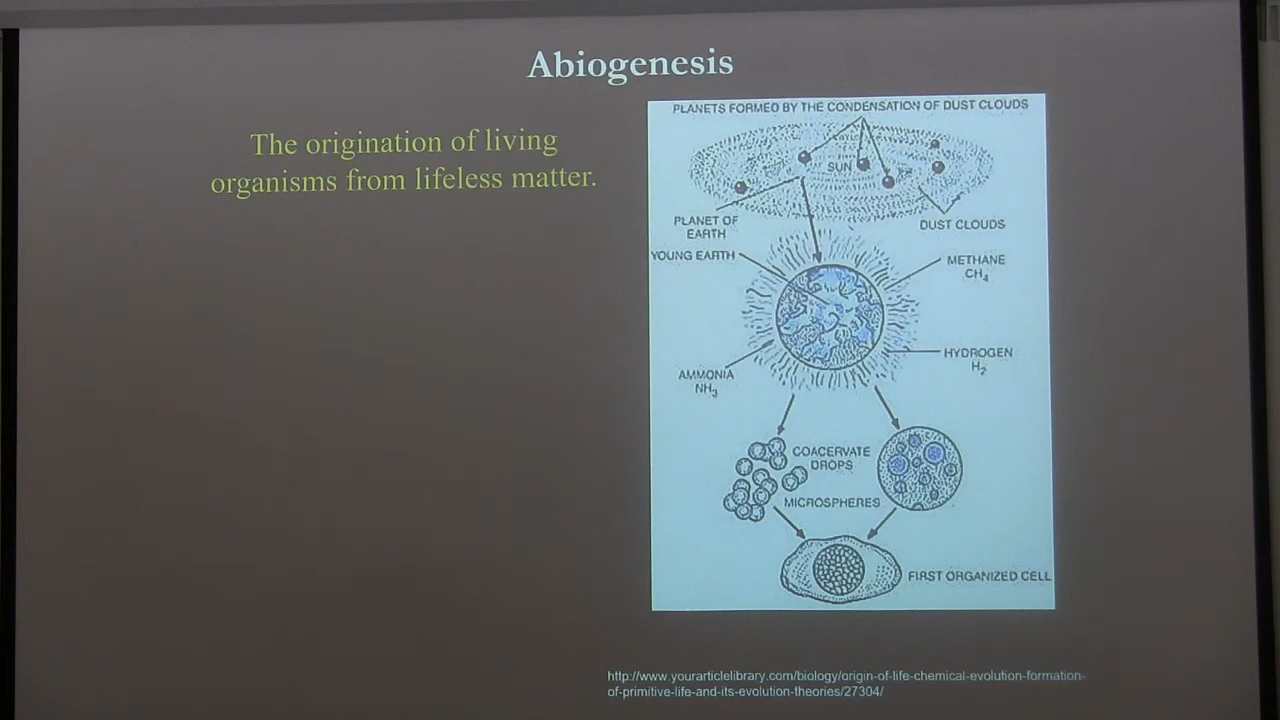 Abiogenesis
The origination of living
organisms from lifeless matter.
PLANETS FORMED BY THE CONDENSATION OF DUST CLOUDS
SUN
PLANET OF
EARTH
DUST CLOUDS
YOUNG EARTH
METHANE
CH4
HYDROGEN
H2
AMMONIA
NH3
COACERVATE
DROPS
MICROSPHERES
FIRST ORGANIZED CELL
http://www.yourarticlelibrary.com/biology/origin-of-life-chemical-evolution-formation-
of-primitive-life-and-its-evolution-theories/27304/